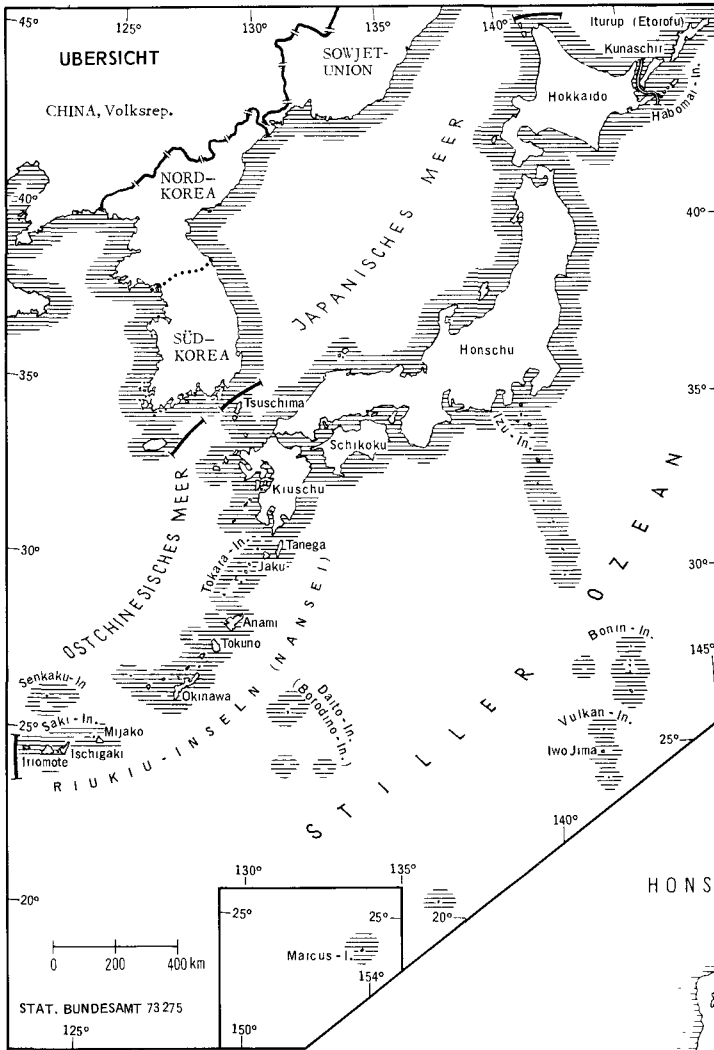 125°
130°
135°
140°
45°
ÜBERSICHT
SOWJET-
UNION
CHINA, Volksrep.
Iturup (Etorofu)
Kunaschir
Hokkaido
Habomai-In.
NORD-
KOREA
40°
40°
JAPANISCHES MEER
SÜD-
KOREA
Honschu
35°
35°
Tsuschima
Izu-In.
Schikoku
Kiuschu
30°
30°
Tanega
Jaku
Tokara-In.
OSTCHINESISCHES MEER
Anami
Tokuno
Okinawa
Senkaku-In
Saki-In.
Mijako
Ischigaki
Iriomote
25°
RIUKIU-INSELN (NANSEI)
Daito-In.
(Borodino-In.)
STILLER OZEAN
Bonin-In.
145°
Vulkan-In.
Iwo Jima
25°
140°
130°
135°
20°
25°
25°
20°
HONS
Marcus-I.
154°
0 200 400 km
STAT. BUNDESAMT 73 275
125°
150°